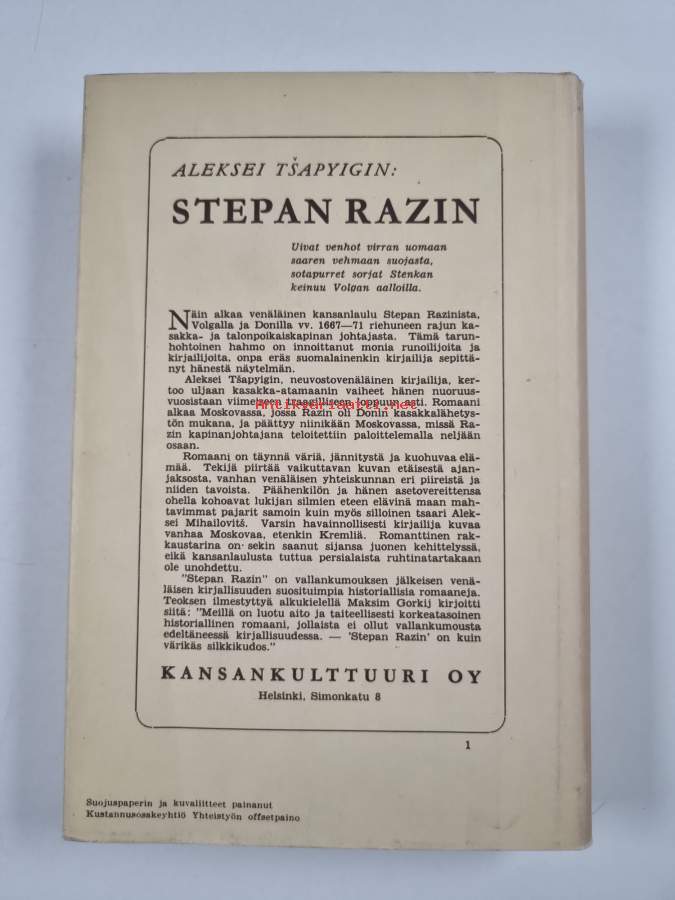 ALEKSEI TŠAPYIGIN:
STEPAN RAZIN
Uivat venhot virran uomaan
saaren vehmaan suojasta,
sotapurret sorjat Stenkan
keinuu Volgan aalloilla.
Näin alkaa venäläinen kansanlaulu Stepan Razinista,
Volgalla ja Donilla vv. 1667—71 riehuneen rajun ka-
sakka- ja talonpoikaiskapinan johtajasta. Tämä tarun-
hohtoinen hahmo on innoittanut monia runoilijoita ja
kirjailijoita, onpa eräs suomalainenkin kirjailija sepittä-
nyt hänestä näytelmän.
Aleksei Tšapyigin, neuvostovenäläinen kirjailija, ker-
too uljaan kasakka-atamaanin vaiheet hänen nuoruus-
vuosistaan viimeiseen traagilliseen loppuun asti. Romaani
alkaa Moskovassa, jossa Razin oli Donin kasakkalähetys-
tön mukana, ja päättyy niinikään Moskovassa, missä Ra-
zin kapinanjohtajana teloitettiin paloittelemalla neljään
osaan.
Romaani on täynnä väriä, jännitystä ja kuohuvaa elä-
mää. Tekijä piirtää vaikuttavan kuvan etäisestä ajan-
jaksosta, vanhan venäläisen yhteiskunnan eri piireistä ja
niiden tavoista. Päähenkilön ja hänen asetovereittensa
ohella kohoavat lukijan silmien eteen elävinä maan mah-
tavimmat pajarit samoin kuin myös silloinen tsaari Alek-
sei Mihailovitš. Varsin havainnollisesti kirjailija kuvaa
vanhaa Moskovaa, etenkin Kremliä. Romanttinen rak-
kaustarina on sekin saanut sijansa juonen kehittelyssä,
eikä kansanlaulusta tuttua persialaista ruhtinatartakaan
ole unohdettu.
"Stepan Razin" on vallankumouksen jälkeisen venä-
läisen kirjallisuuden suosituimpia historiallisia romaaneja.
Teoksen ilmestyttyä alkukielellä Maksim Gorkij kirjoitti
siitä: "Meillä on luotu aito ja taiteellisesti korkeatasoinen
historiallinen romaani, jollaista ei ollut vallankumousta
edeltäneessä kirjallisuudessa. — 'Stepan Razin' on kuin
värikäs silkkikudos."
KANSANKULTTUURI OY
Helsinki, Simonkatu 8
1
Suojuspaperin ja kuvaliitteet painanut
Kustannusosakeyhtiö Yhteistyön offsetpaino
Antikvariaatti.net